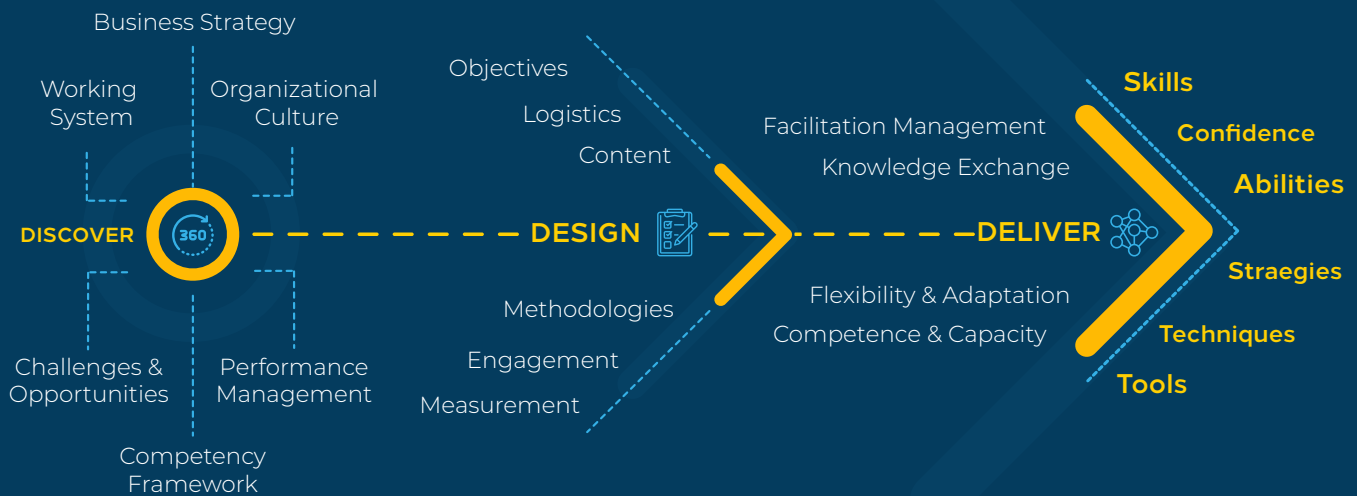 Business Strategy
Working
System
Organizational
Culture
DISCOVER
360
Challenges &
Opportunities
Performance
Management
Competency
Framework
Objectives
Logistics
Content
DESIGN
Methodologies
Engagement
Measurement
Facilitation Management
Knowledge Exchange
DELIVER
Flexibility & Adaptation
Competence & Capacity
Skills
Confidence
Abilities
Straegies
Techniques
Tools